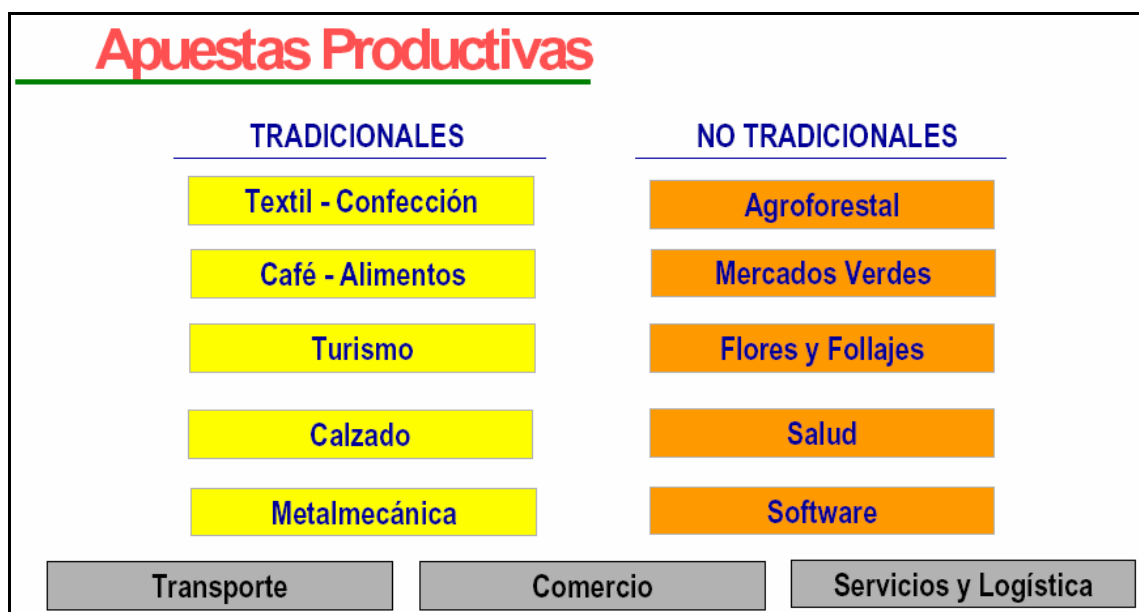 Apuestas Productivas
TRADICIONALES
Textil - Confección
Café - Alimentos
Turismo
Calzado
Metalmecánica
NO TRADICIONALES
Agroforestal
Mercados Verdes
Flores y Follajes
Salud
Software
Transporte
Comercio
Servicios y Logística